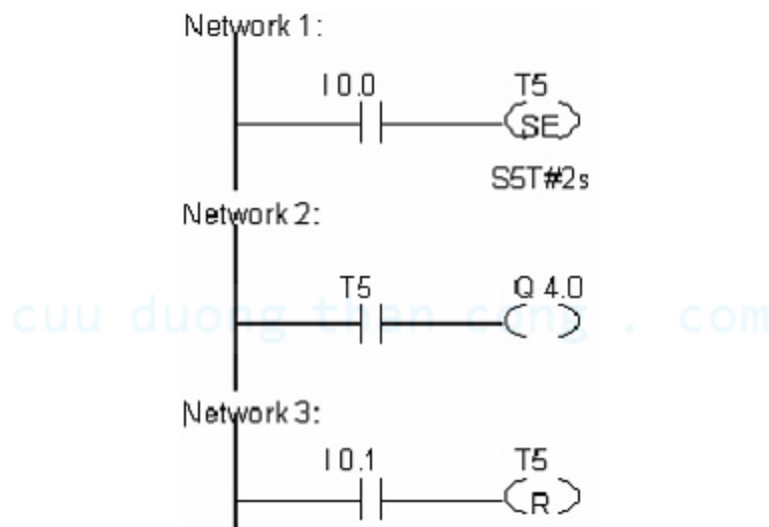 Network 1:
I 0.0 T5
SE
S5T#2s
Network 2:
T5 Q 4.0
cuu duong than cong . com
Network 3:
I 0.1 T5
R